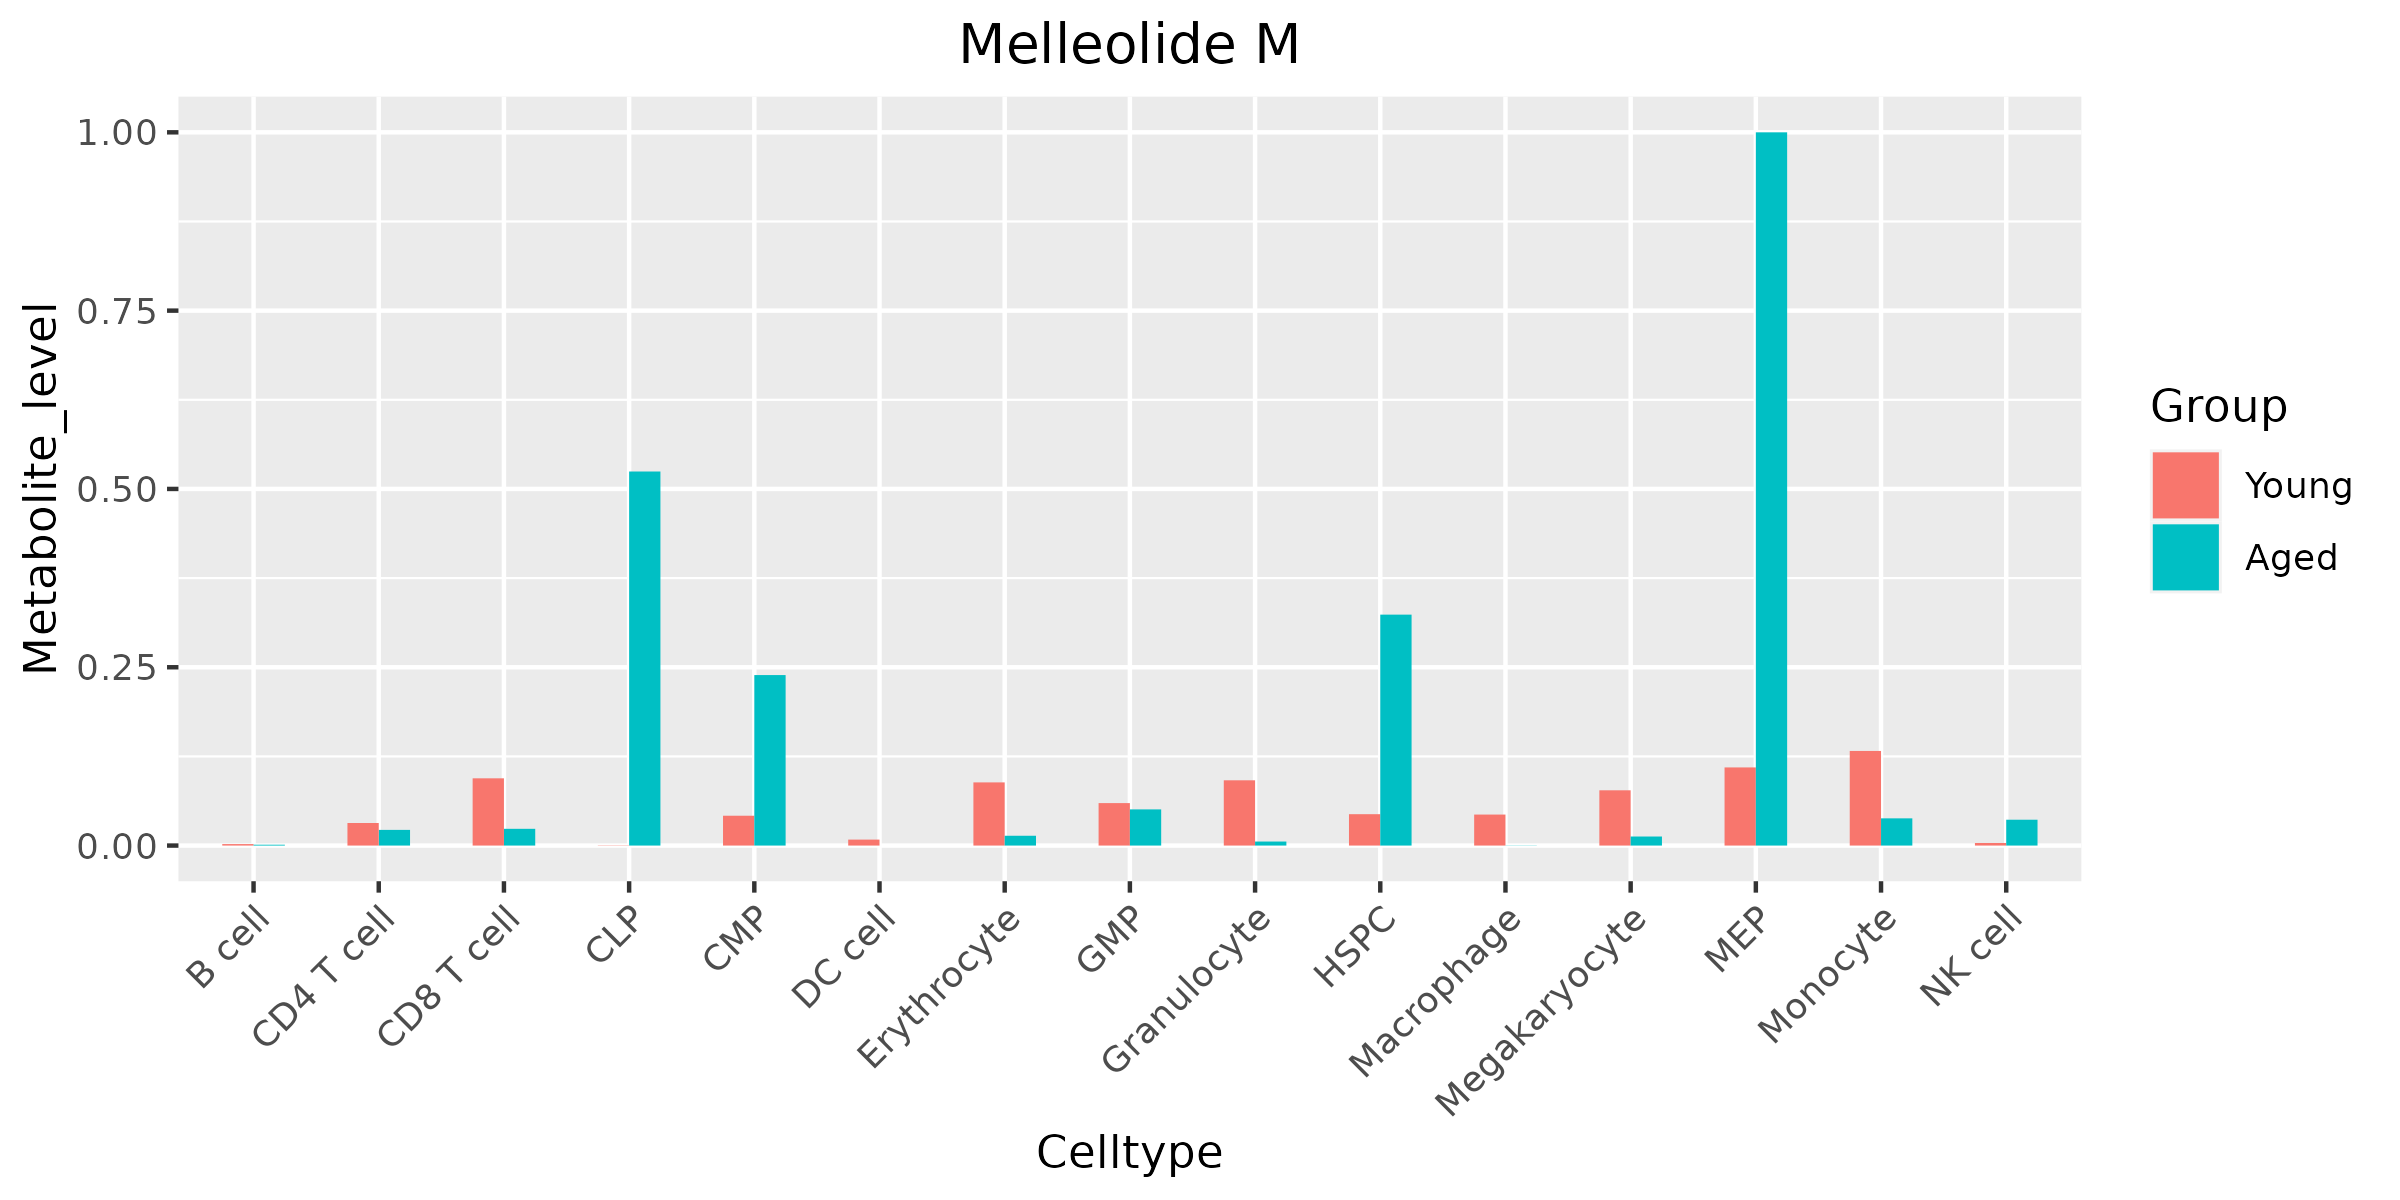 Melleolide M
Metabolite_level
1.00
0.75
0.50
0.25
0.00
B cell
CD4 T cell
CD8 T cell
CLP
CMP
DC cell
Erythrocyte
GMP
Granulocyte
HSPC
Macrophage
Megakaryocyte
MEP
Monocyte
NK cell
Celltype
Group
Young
Aged